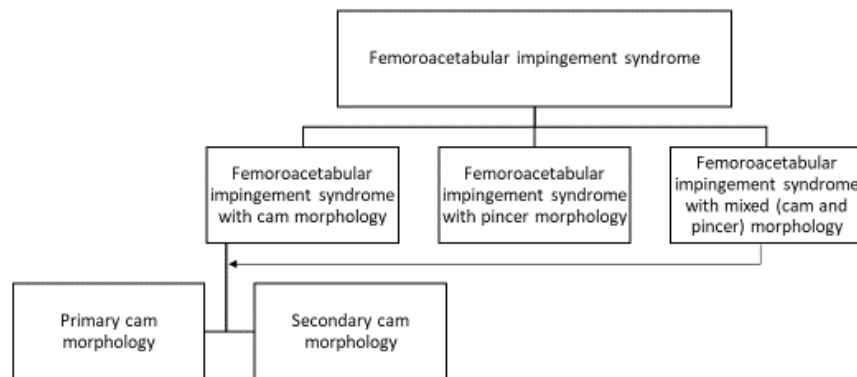 Femoroacetabular impingement syndrome
Femoroacetabular
impingement syndrome
with cam morphology
Femoroacetabular
impingement syndrome
with pincer morphology
Femoroacetabular
impingement syndrome
with mixed (cam and
pincer) morphology
Primary cam
morphology
Secondary cam
morphology